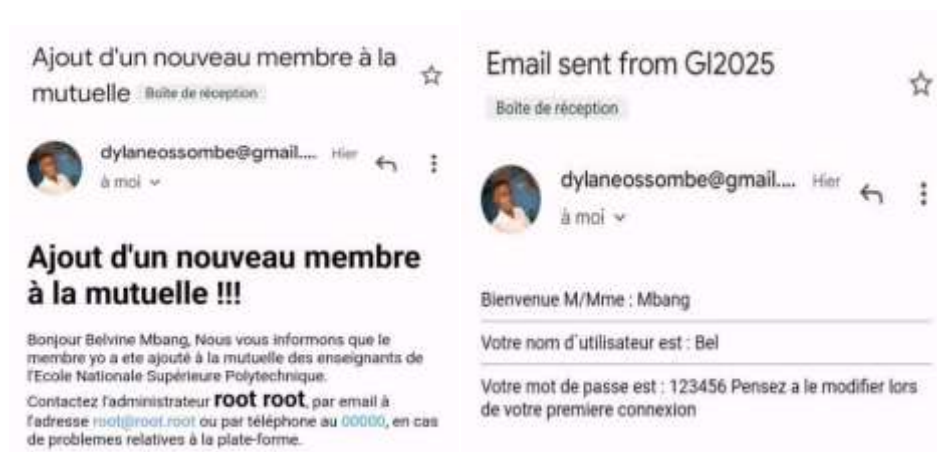 Ajout d'un nouveau membre à la
mutuelle Boîte de réception
dylaneossombe@gmail.... Hier
à moi
Ajout d'un nouveau membre
à la mutuelle !!!
Bonjour Belvine Mbang, Nous vous informons que le
membre yo a ete ajouté à la mutuelle des enseignants de
l'Ecole Nationale Supérieure Polytechnique.
Contactez l'administrateur root root, par email à
l'adresse root@root.root ou par téléphone au 00000, en cas
de problemes relatives à la plate-forme.
Email sent from GI2025
Boîte de réception
dylaneossombe@gmail.... Hier
à moi
Bienvenue M/Mme : Mbang
Votre nom d'utilisateur est : Bel
Votre mot de passe est : 123456 Pensez a le modifier lors
de votre premiere connexion